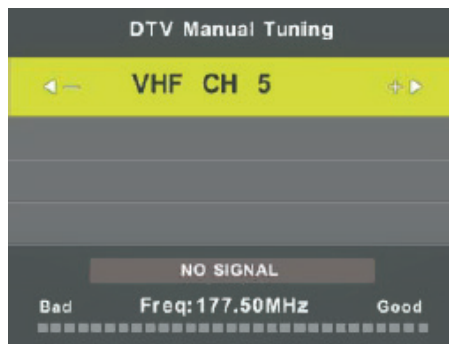 DTV Manual Tuning
VHF CH 5
NO SIGNAL
Bad Freq:177.50MHz Good